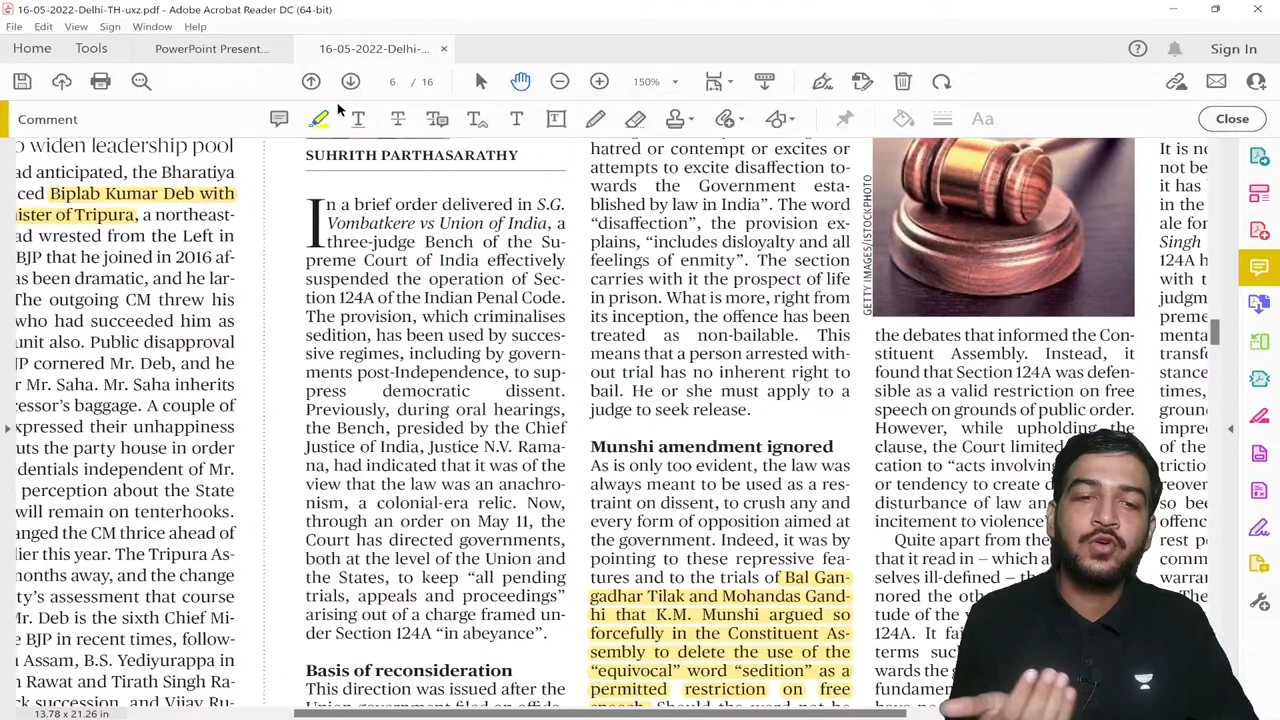 16-05-2022-Delhi-TH-uxz.pdf - Adobe Acrobat Reader DC (64-bit)
File Edit View Sign Window Help
Home Tools PowerPoint Present... 16-05-2022-Delhi-... × Sign In
6 / 16 150%
Comment Close
o widen leadership pool
ad anticipated, the Bharatiya
ced Biplab Kumar Deb with
ister of Tripura, a northeast-
ad wrested from the Left in
BJP that he joined in 2016 af-
as been dramatic, and he lar-
The outgoing CM threw his
who had succeeded him as
unit also. Public disapproval
JP cornered Mr. Deb, and he
r Mr. Saha. Mr. Saha inherits
cessor's baggage. A couple of
xpressed their unhappiness
uts the party house in order
dentials independent of Mr.
perception about the State
will remain on tenterhooks.
anged the CM thrice ahead of
lier this year. The Tripura As-
months away, and the change
ty's assessment that course
Mr. Deb is the sixth Chief Mi-
e BJP in recent times, follow-
Assam, B.S. Yediyurappa in
n Rawat and Tirath Singh Ra-
ck succession, and Vijay Ru-
SUHRITH PARTHASARATHY
In a brief order delivered in S.G.
Vombatkere vs Union of India, a
three-judge Bench of the Su-
preme Court of India effectively
suspended the operation of Sec-
tion 124A of the Indian Penal Code.
The provision, which criminalises
sedition, has been used by succes-
sive regimes, including by govern-
ments post-Independence, to sup-
press democratic dissent.
Previously, during oral hearings,
the Bench, presided by the Chief
Justice of India, Justice N.V. Rama-
na, had indicated that it was of the
view that the law was an anachro-
nism, a colonial-era relic. Now,
through an order on May 11, the
Court has directed governments,
both at the level of the Union and
the States, to keep "all pending
trials, appeals and proceedings"
arising out of a charge framed un-
der Section 124A "in abeyance".
Basis of reconsideration
This direction was issued after the
Union government filed an affida-
hatred or contempt or excites or
attempts to excite disaffection to-
wards the Government esta-
blished by law in India". The word
"disaffection", the provision ex-
plains, "includes disloyalty and all
feelings of enmity". The section
carries with it the prospect of life
in prison. What is more, right from
its inception, the offence has been
treated as non-bailable. This
means that a person arrested with-
out trial has no inherent right to
bail. He or she must apply to a
judge to seek release.
Munshi amendment ignored
As is only too evident, the law was
always meant to be used as a res-
traint on dissent, to crush any and
every form of opposition aimed at
the government. Indeed, it was by
pointing to these repressive fea-
tures and to the trials of Bal Gan-
gadhar Tilak and Mohandas Gand-
hi that K.M. Munshi argued so
forcefully in the Constituent As-
sembly to delete the use of the
"equivocal" word "sedition" as a
permitted restriction on free
speech. Should the word not be
GETTY IMAGES/ISTOCKPHOTO
the debates that informed the Con-
stituent Assembly. Instead, it
found that Section 124A was defen-
sible as a valid restriction on free
speech on grounds of public order.
However, while upholding the
clause, the Court limited
cation to "acts involving
or tendency to create d
disturbance of law an
incitement to violence
Quite apart from the
that it read in – which a
selves ill-defined – th
nored the oth
tude of the
124A. It fai
terms suc
wards the g
fundamen
It is no
not be
it has
in the
ale for
Singh
124A h
with t
judgm
preme
menta
transf
stance
times,
groun
impre
of the
triction
reover
so bee
offenc
rest p
comm
warran
The
13.78 x 21.26 in